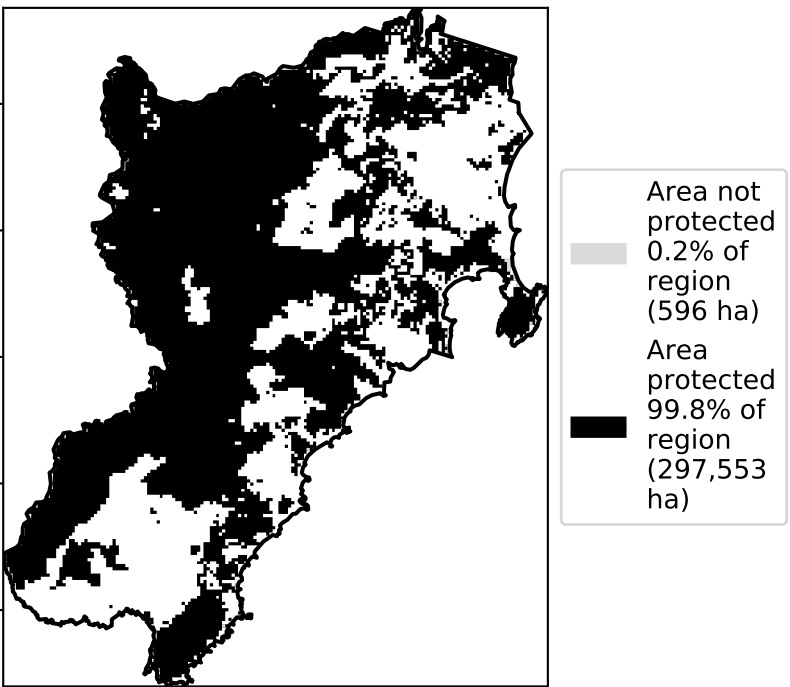 Area not
protected
0.2% of
region
(596 ha)
Area
protected
99.8% of
region
(297,553
ha)